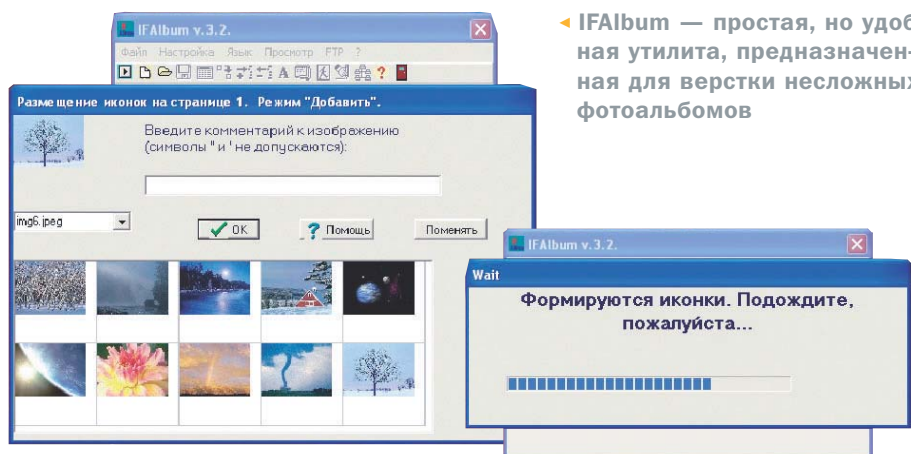 IFAlbum v.3.2.
Файл Настройка Язык Просмотр FTP ?
Размещение иконок на странице 1. Режим "Добавить".
Введите комментарий к изображению
(символы " и ' не допускаются):
img6.jpeg
OK
Помощь
Поменять
IFAlbum — простая, но удоб-
ная утилита, предназначен-
ная для верстки несложных
фотоальбомов
IFAlbum v.3.2.
Wait
Формируются иконки. Подождите,
пожалуйста...